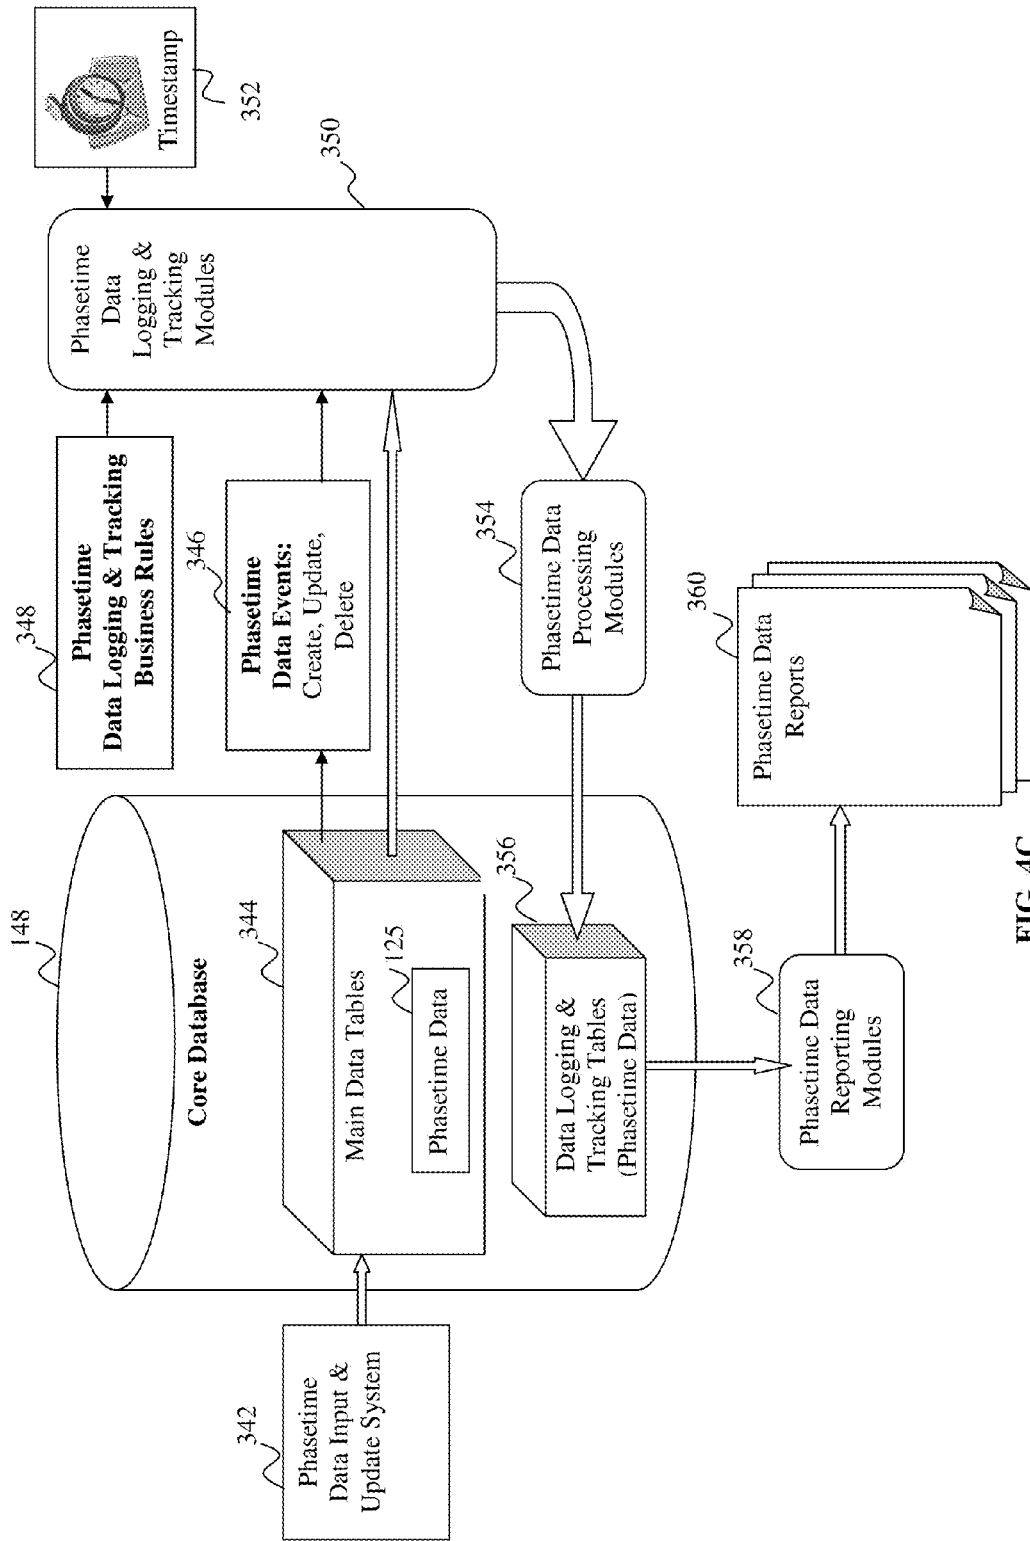 148
Core Database
342
Phasetime
Data Input &
Update System
344
Main Data Tables
125
Phasetime Data
356
Data Logging &
Tracking Tables
(Phasetime Data)
348
Phasetime
Data Logging & Tracking
Business Rules
346
Phasetime
Data Events:
Create, Update,
Delete
Phasetime
Data
Logging &
Tracking
Modules
350
Timestamp
352
354
Phasetime Data
Processing
Modules
358
Phasetime Data
Reporting
Modules
360
Phasetime Data
Reports
FIG. 4C